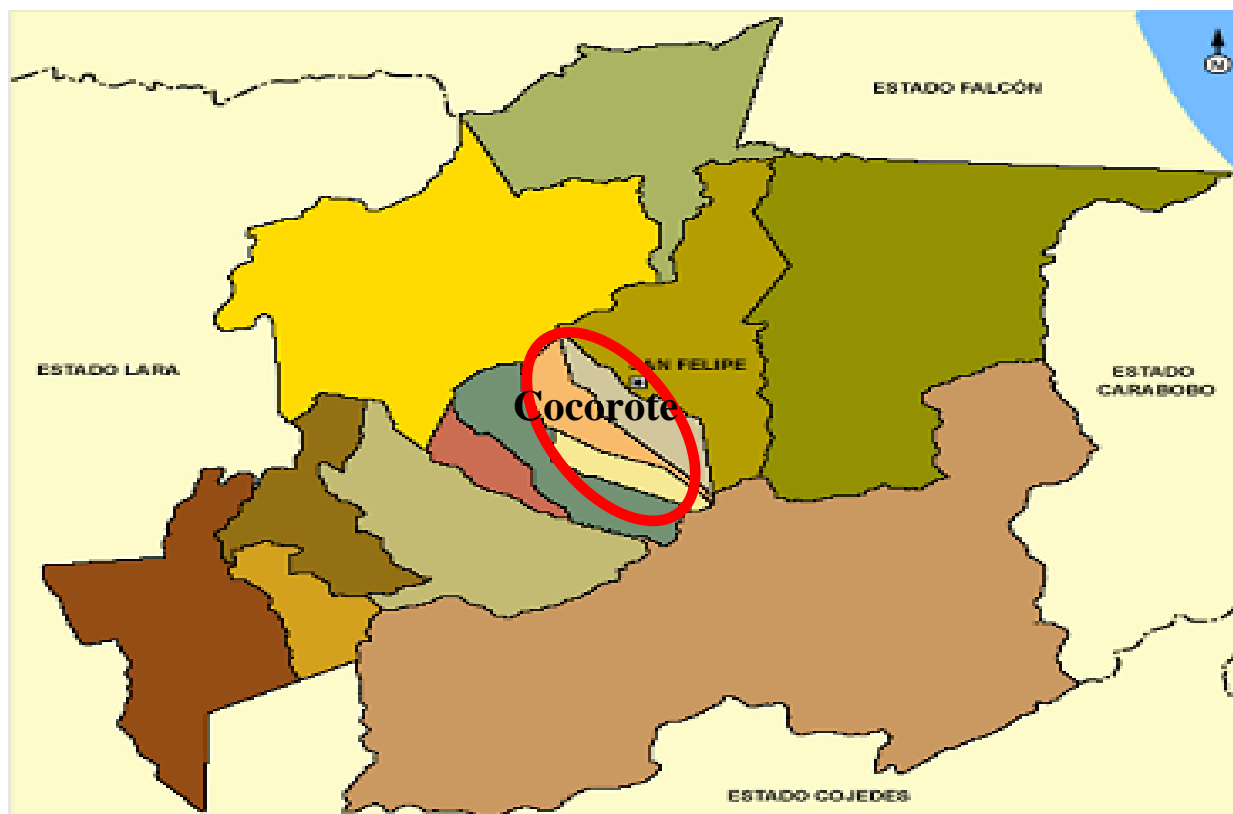 N
ESTADO FALCÓN
ESTADO LARA
SAN FELIPE
ESTADO
CARABOBO
Cocorote
ESTADO COJEDES